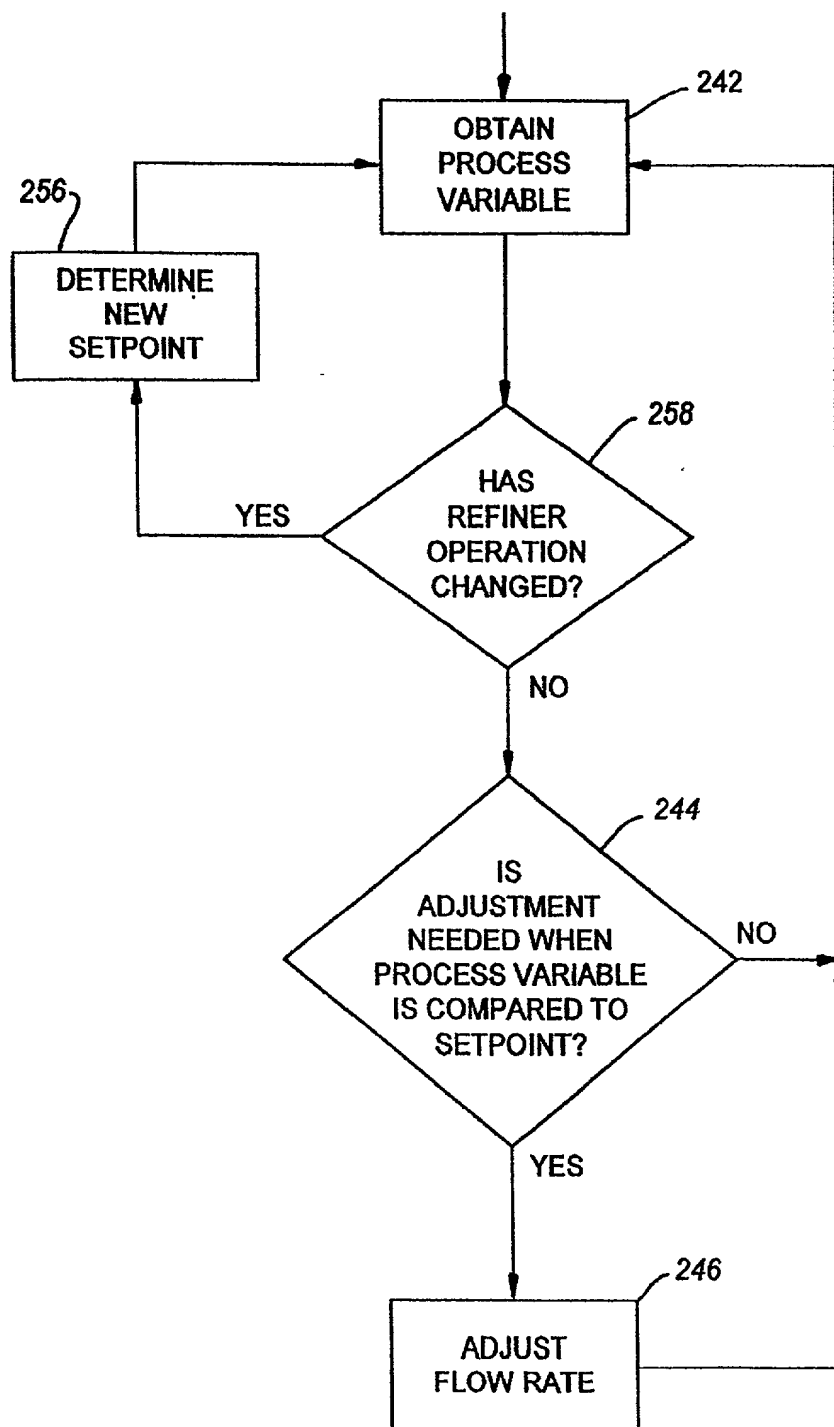 242
OBTAIN
PROCESS
VARIABLE
256
DETERMINE
NEW
SETPOINT
258
HAS
REFINER
OPERATION
CHANGED?
YES
NO
244
IS
ADJUSTMENT
NEEDED WHEN
PROCESS VARIABLE
IS COMPARED TO
SETPOINT?
NO
YES
246
ADJUST
FLOW RATE